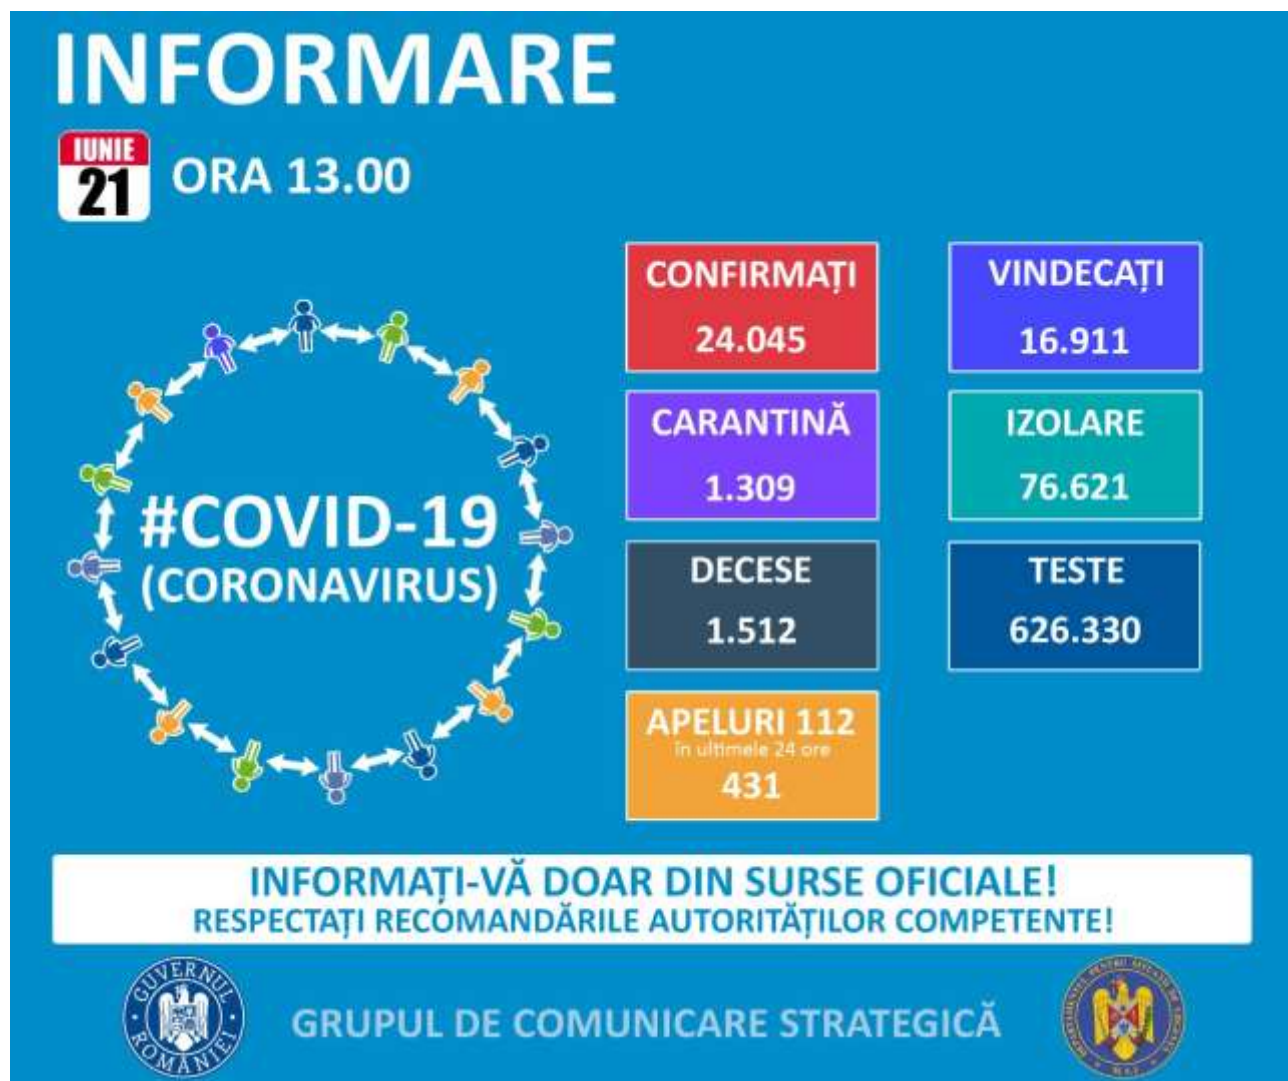 INFORMARE
IUNIE
21
ORA 13.00
#COVID-19
(CORONAVIRUS)
CONFIRMAȚI
24.045
VINDECAȚI
16.911
CARANTINĂ
1.309
IZOLARE
76.621
DECESE
1.512
TESTE
626.330
APELURI 112
în ultimele 24 ore
431
INFORMAȚI-VĂ DOAR DIN SURSE OFICIALE!
RESPECTAȚI RECOMANDĂRILE AUTORITĂȚILOR COMPETENTE!
GUVERNUL
ROMÂNIEI
GRUPUL DE COMUNICARE STRATEGICĂ